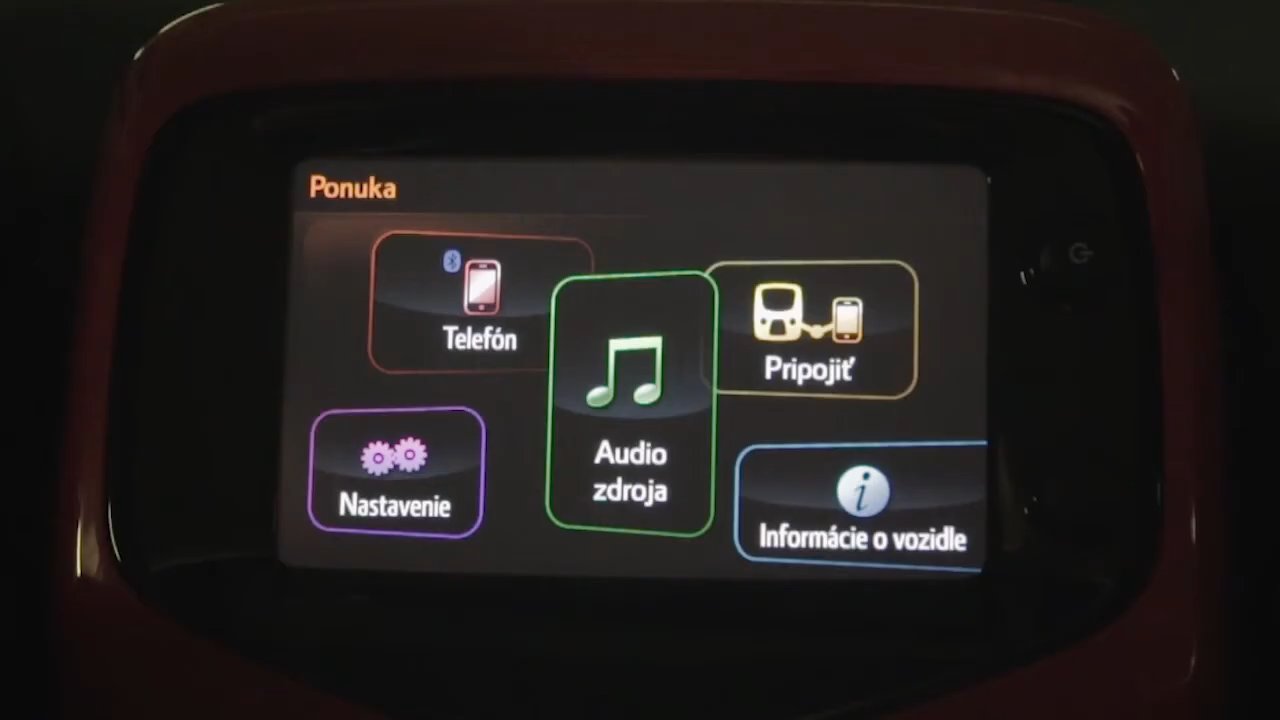 Ponuka
Telefón
Pripojiť
Audio
zdroja
Nastavenie
Informácie o vozidle